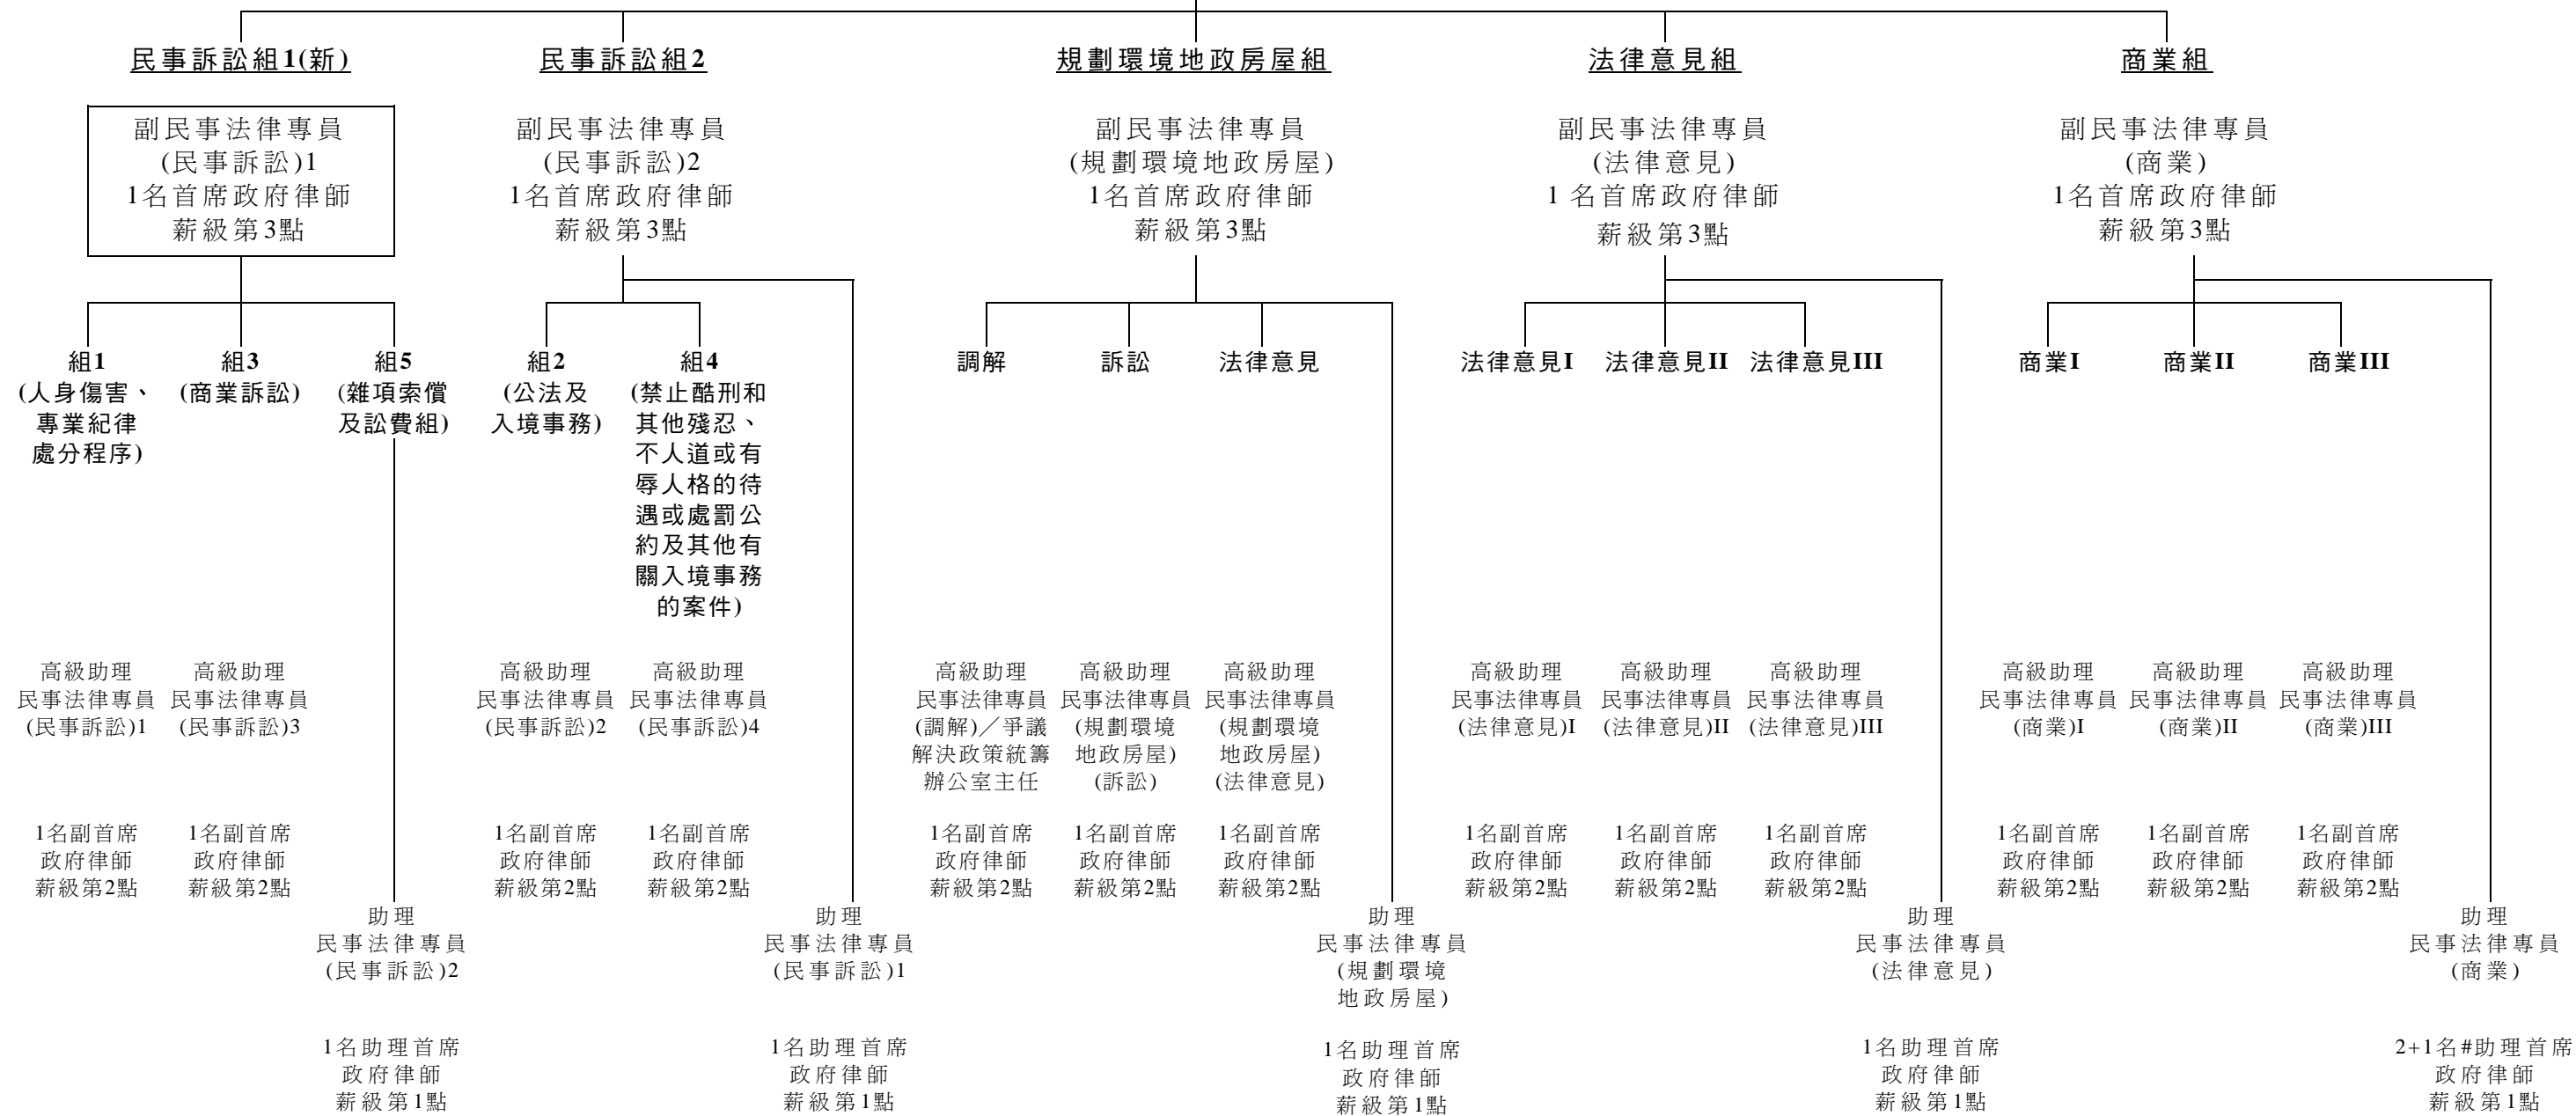 民事訴訟組1(新)
民事訴訟組2
規劃環境地政房屋組
法律意見組
商業組
副民事法律專員
(民事訴訟)1
1名首席政府律師
薪級第3點
副民事法律專員
(民事訴訟)2
1名首席政府律師
薪級第3點
副民事法律專員
(規劃環境地政房屋)
1名首席政府律師
薪級第3點
副民事法律專員
(法律意見)
1 名首席政府律師
薪級第3點
副民事法律專員
(商業)
1名首席政府律師
薪級第3點
組1
(人身傷害、
專業紀律
處分程序)
組3
(商業訴訟)
組5
(雜項索償
及訟費組)
組2
(公法及
入境事務)
組4
(禁止酷刑和
其他殘忍、
不人道或有
辱人格的待
遇或處罰公
約及其他有
關入境事務
的案件)
調解
訴訟
法律意見
法律意見I
法律意見II
法律意見III
商業I
商業II
商業III
高級助理
民事法律專員
(民事訴訟)1
高級助理
民事法律專員
(民事訴訟)3
高級助理
民事法律專員
(民事訴訟)2
高級助理
民事法律專員
(民事訴訟)4
高級助理
民事法律專員
(調解)／爭議
解決政策統籌
辦公室主任
高級助理
民事法律專員
(規劃環境
地政房屋)
(訴訟)
高級助理
民事法律專員
(規劃環境
地政房屋)
(法律意見)
高級助理
民事法律專員
(法律意見)I
高級助理
民事法律專員
(法律意見)II
高級助理
民事法律專員
(法律意見)III
高級助理
民事法律專員
(商業)I
高級助理
民事法律專員
(商業)II
高級助理
民事法律專員
(商業)III
1名副首席
政府律師
薪級第2點
1名副首席
政府律師
薪級第2點
1名副首席
政府律師
薪級第2點
1名副首席
政府律師
薪級第2點
1名副首席
政府律師
薪級第2點
1名副首席
政府律師
薪級第2點
1名副首席
政府律師
薪級第2點
1名副首席
政府律師
薪級第2點
1名副首席
政府律師
薪級第2點
1名副首席
政府律師
薪級第2點
1名副首席
政府律師
薪級第2點
1名副首席
政府律師
薪級第2點
1名副首席
政府律師
薪級第2點
助理
民事法律專員
(民事訴訟)2
助理
民事法律專員
(民事訴訟)1
助理
民事法律專員
(規劃環境
地政房屋)
助理
民事法律專員
(法律意見)
助理
民事法律專員
(商業)
1名助理首席
政府律師
薪級第1點
1名助理首席
政府律師
薪級第1點
1名助理首席
政府律師
薪級第1點
1名助理首席
政府律師
薪級第1點
2+1名#助理首席
政府律師
薪級第1點